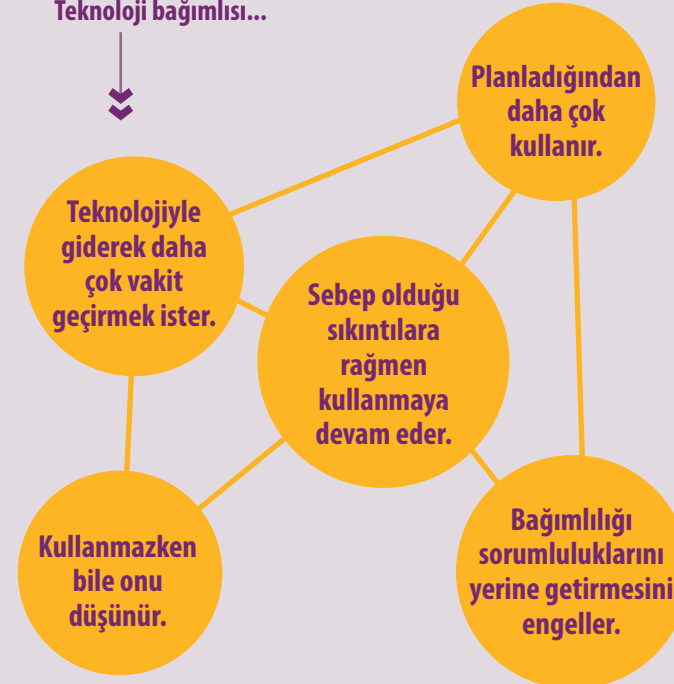 Teknoloji bağımlısı...
Planladığından
daha çok
kullanır.
Teknolojiyle
giderek daha
çok vakit
geçirmek ister.
Sebep olduğu
sıkıntılara
rağmen
kullanmaya
devam eder.
Kullanmazken
bile onu
düşünür.
Bağımlılığı
sorumluluklarını
yerine getirmesini
engeller.